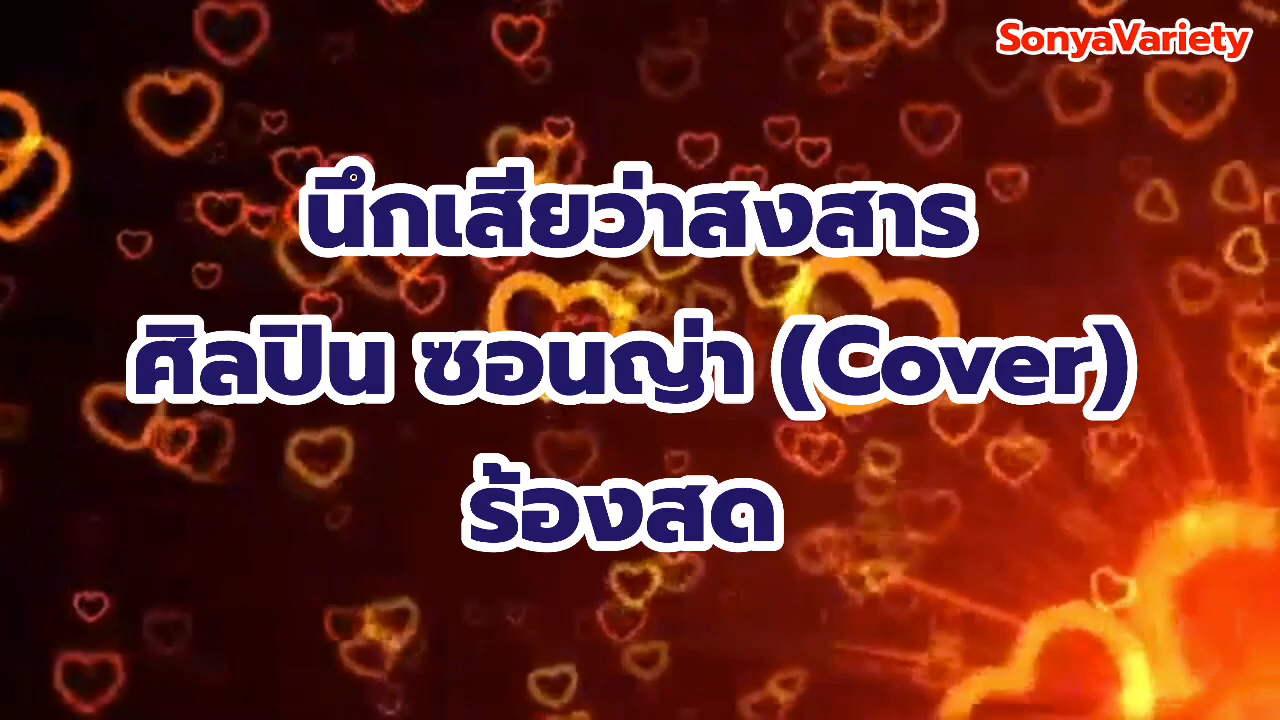 SonyaVariety
นึกเสียว่าสงสาร
ศิลปิน ซอนญ่า (Cover)
ร้องสด